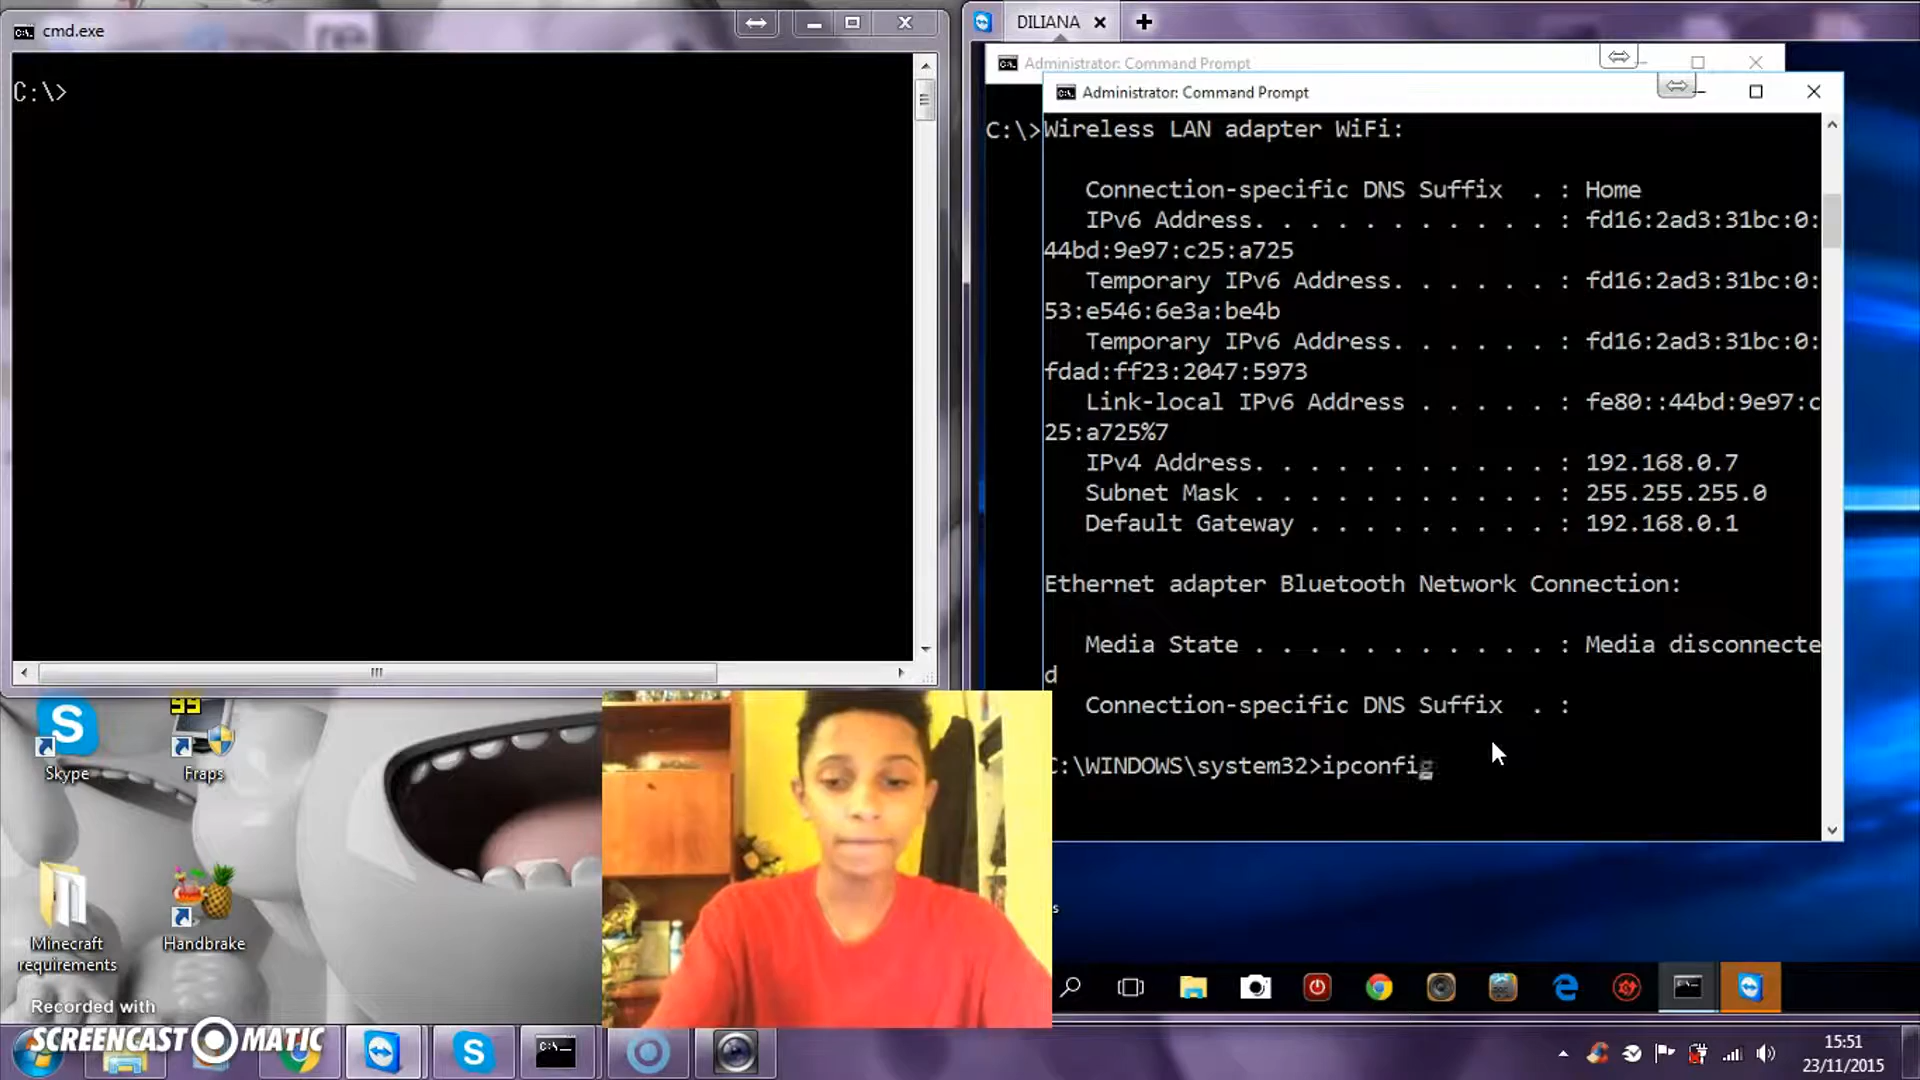 cmd.exe
C:\>
DILIANA
Administrator: Command Prompt
Administrator: Command Prompt
C:\>
Wireless LAN adapter WiFi:
Connection-specific DNS Suffix . : Home
IPv6 Address. . . . . . . . . . . : fd16:2ad3:31bc:0:
44bd:9e97:c25:a725
Temporary IPv6 Address. . . . . . : fd16:2ad3:31bc:0:
53:e546:6e3a:be4b
Temporary IPv6 Address. . . . . . : fd16:2ad3:31bc:0:
fdad:ff23:2047:5973
Link-local IPv6 Address . . . . . : fe80::44bd:9e97:c
25:a725%7
IPv4 Address. . . . . . . . . . . : 192.168.0.7
Subnet Mask . . . . . . . . . . . : 255.255.255.0
Default Gateway . . . . . . . . . : 192.168.0.1
Ethernet adapter Bluetooth Network Connection:
Media State . . . . . . . . . . . : Media disconnecte
d
Connection-specific DNS Suffix . :
C:\WINDOWS\system32>ipconfig
99
Skype
Fraps
Minecraft
requirements
Handbrake
Recorded with
SCREENCAST MATIC
15:51
23/11/2015